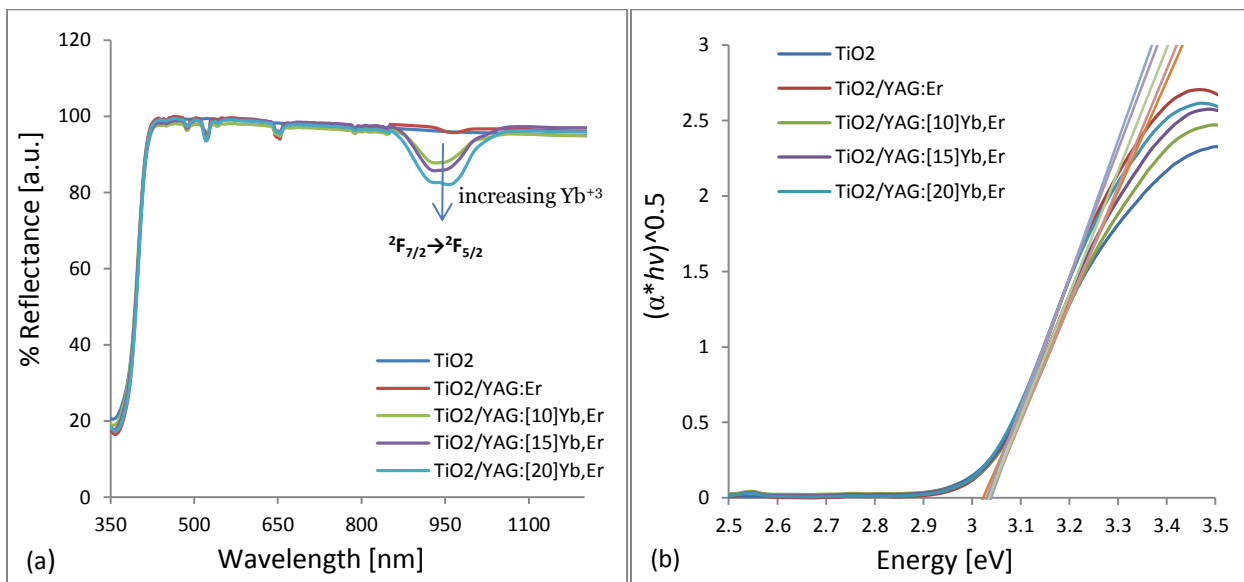 120
100
80
60
40
20
0
% Reflectance [a.u.]
increasing Yb⁺³
²F₇/₂→²F₅/₂
TiO2
TiO2/YAG:Er
TiO2/YAG:[10]Yb,Er
TiO2/YAG:[15]Yb,Er
TiO2/YAG:[20]Yb,Er
350 500 650 800 950 1100
Wavelength [nm]
(a)
3
2.5
2
1.5
1
0.5
0
(α*hν)^0.5
TiO2
TiO2/YAG:Er
TiO2/YAG:[10]Yb,Er
TiO2/YAG:[15]Yb,Er
TiO2/YAG:[20]Yb,Er
2.5 2.6 2.7 2.8 2.9 3 3.1 3.2 3.3 3.4 3.5
Energy [eV]
(b)